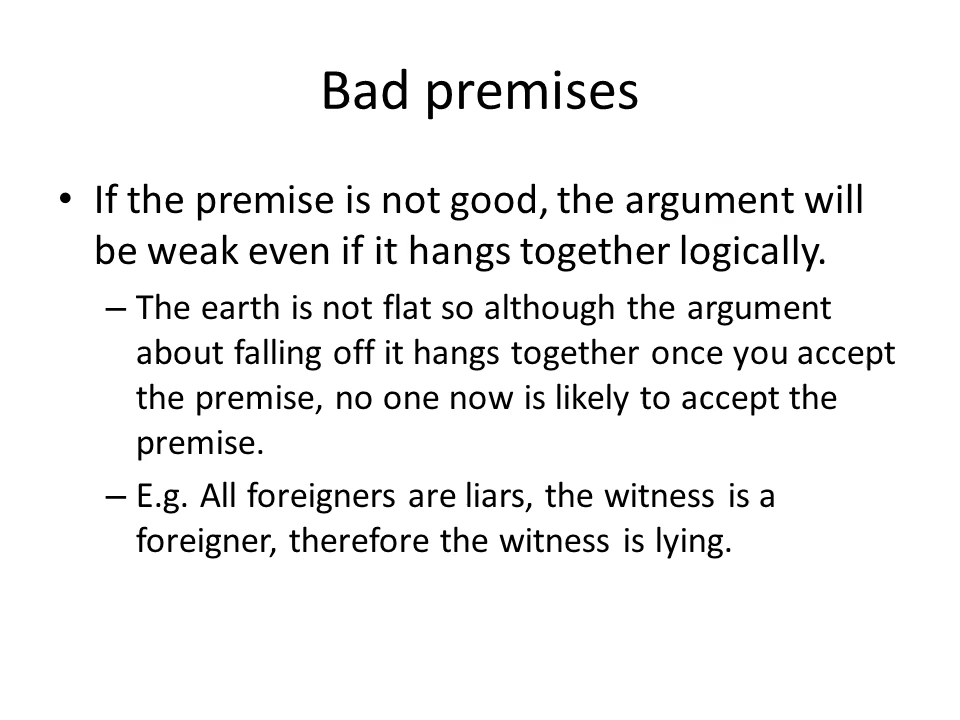 Bad premises
• If the premise is not good, the argument will
be weak even if it hangs together logically.
– The earth is not flat so although the argument
about falling off it hangs together once you accept
the premise, no one now is likely to accept the
premise.
– E.g. All foreigners are liars, the witness is a
foreigner, therefore the witness is lying.